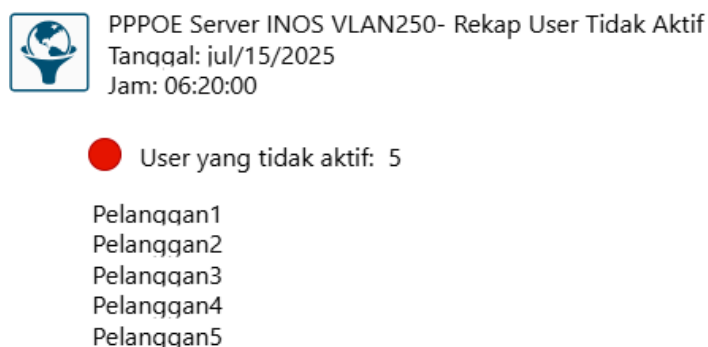 PPPOE Server INOS VLAN250- Rekap User Tidak Aktif
Tanggal: jul/15/2025
Jam: 06:20:00
User yang tidak aktif: 5
Pelanggan1
Pelanggan2
Pelanggan3
Pelanggan4
Pelanggan5